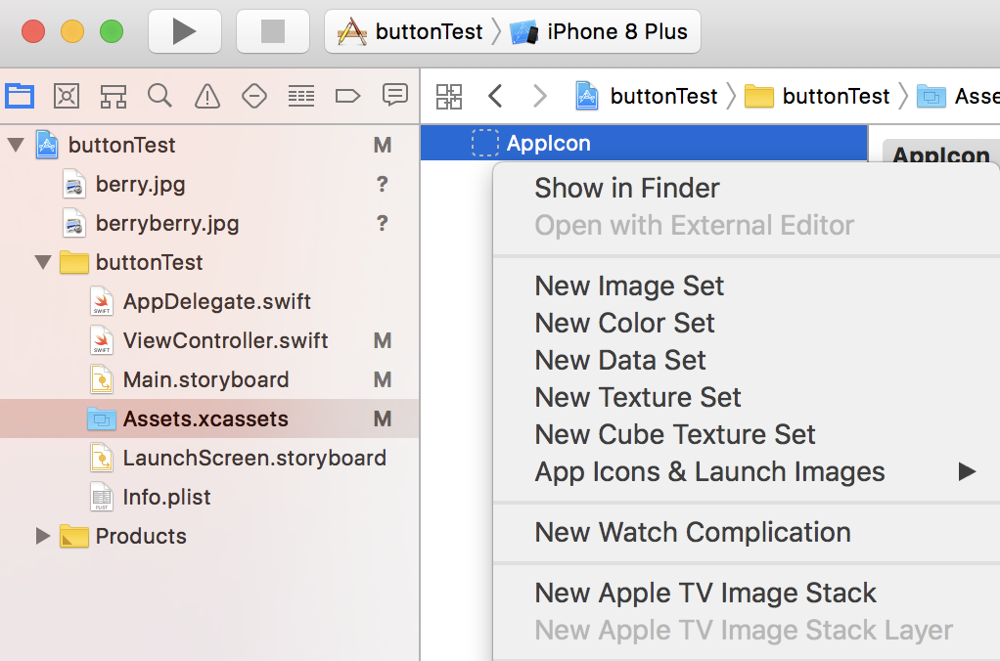 buttonTest iPhone 8 Plus
buttonTest buttonTest Asse
buttonTest M
AppIcon
AppIcon
berry.jpg ?
Show in Finder
berryberry.jpg ?
Open with External Editor
buttonTest
New Image Set
AppDelegate.swift
New Color Set
ViewController.swift M
New Data Set
Main.storyboard M
New Texture Set
Assets.xcassets M
New Cube Texture Set
LaunchScreen.storyboard
App Icons & Launch Images
Info.plist
Products
New Watch Complication
New Apple TV Image Stack
New Apple TV Image Stack Layer